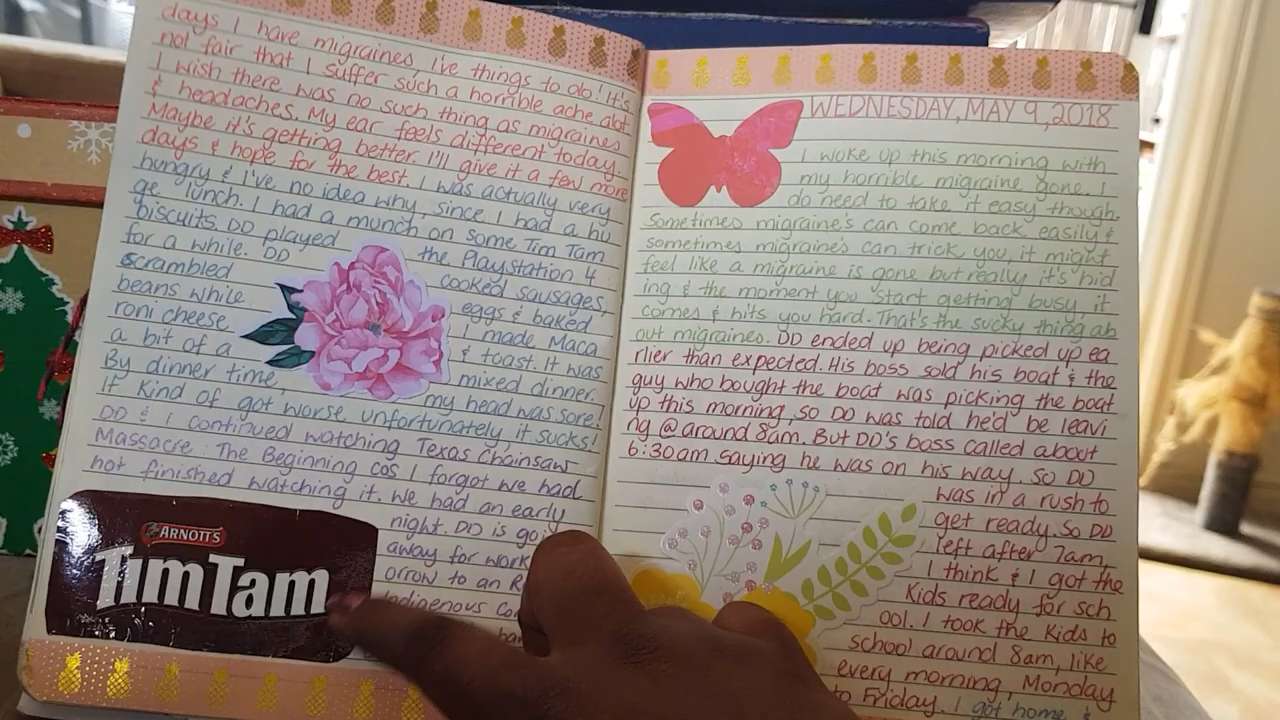 days I have migraines, I've things to do! It's
not fair that I suffer such a horrible ache alot
I wish there was no such thing as migraines
& headaches. My ear feels different today.
Maybe it's getting better. I'll give it a few more
days & hope for the best. I was actually very
hungry & I've no idea why, since I had a hu
ge lunch. I had a munch on some Tim Tam
biscuits. DD played the Playstation 4
for a while. DD cooked sausages,
scrambled eggs & baked
beans while I made Maca
roni cheese & toast. It was
a bit of a mixed dinner.
By dinner time, my head was sore!
It kind of got worse unfortunately, it sucks!
DD & I continued watching Texas Chainsaw
Massacre: The Beginning cos I forgot we had
not finished watching it. We had an early
night. DD is goi
away for work
orrow to an R
Indigenous Co
ARNOTT'S
Tim Tam
WEDNESDAY, MAY 9, 2018
I woke up this morning with
my horrible migraine gone. I
do need to take it easy though.
Sometimes migraine's can come back easily &
sometimes migraine's can trick you, it might
feel like a migraine is gone but really it's hid
ing & the moment you start getting busy, it
comes & hits you hard. That's the sucky thing ab
out migraines. DD ended up being picked up ea
rlier than expected. His boss sold his boat & the
guy who bought the boat was picking the boat
up this morning, so DD was told he'd be leavi
ng @ around 8am. But DD's boss called about
6:30am saying he was on his way. So DD
was in a rush to
get ready. So DD
left after 7am,
I think & I got the
kids ready for sch
ool. I took the kids to
school around 8am, like
every morning, Monday
to Friday. I got home &